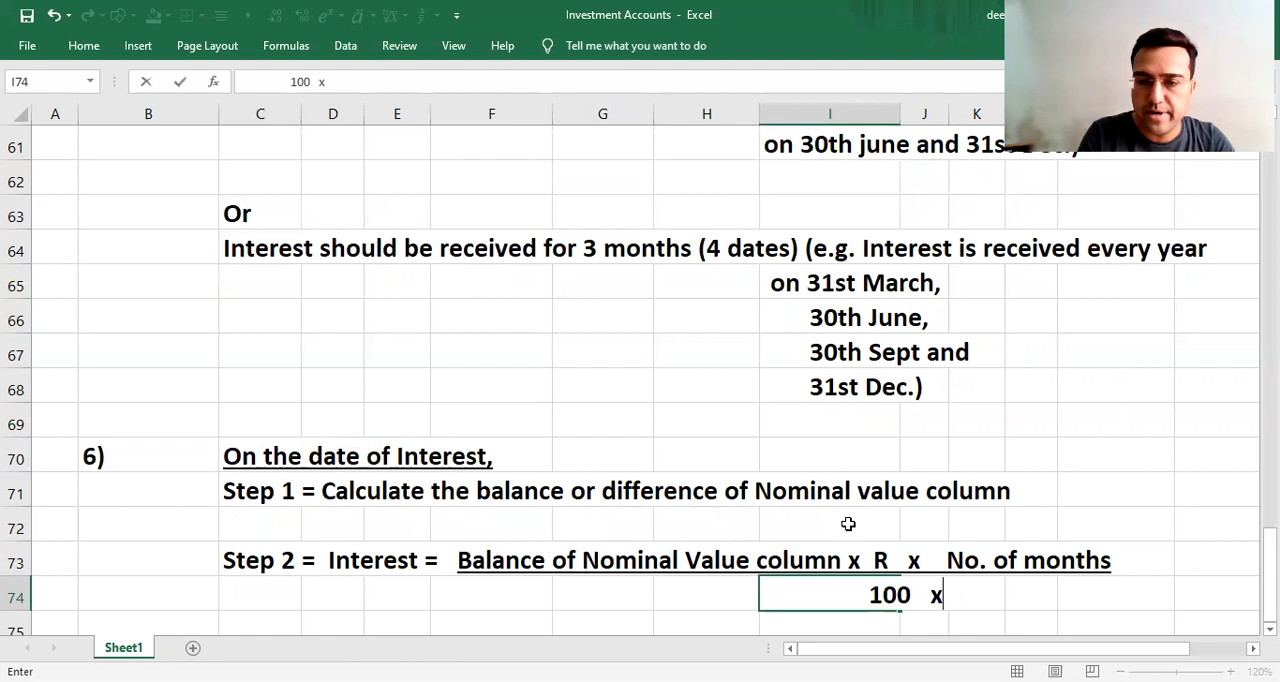 Investment Accounts - Excel
dee
File Home Insert Page Layout Formulas Data Review View Help Tell me what you want to do
I74 fx 100 x
A B C D E F G H I J K
61 on 30th june and 31st
62
63 Or
64 Interest should be received for 3 months (4 dates) (e.g. Interest is received every year
65 on 31st March,
66 30th June,
67 30th Sept and
68 31st Dec.)
69
70 6) On the date of Interest,
71 Step 1 = Calculate the balance or difference of Nominal value column
72
73 Step 2 = Interest = Balance of Nominal Value column x R x No. of months
74 100 x
75
Sheet1
Enter 120%